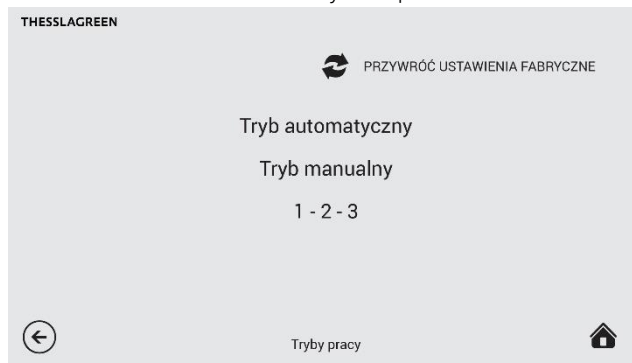 THESSLAGREEN
PRZYWRÓĆ USTAWIENIA FABRYCZNE
Tryb automatyczny
Tryb manualny
1 - 2 - 3
Tryby pracy